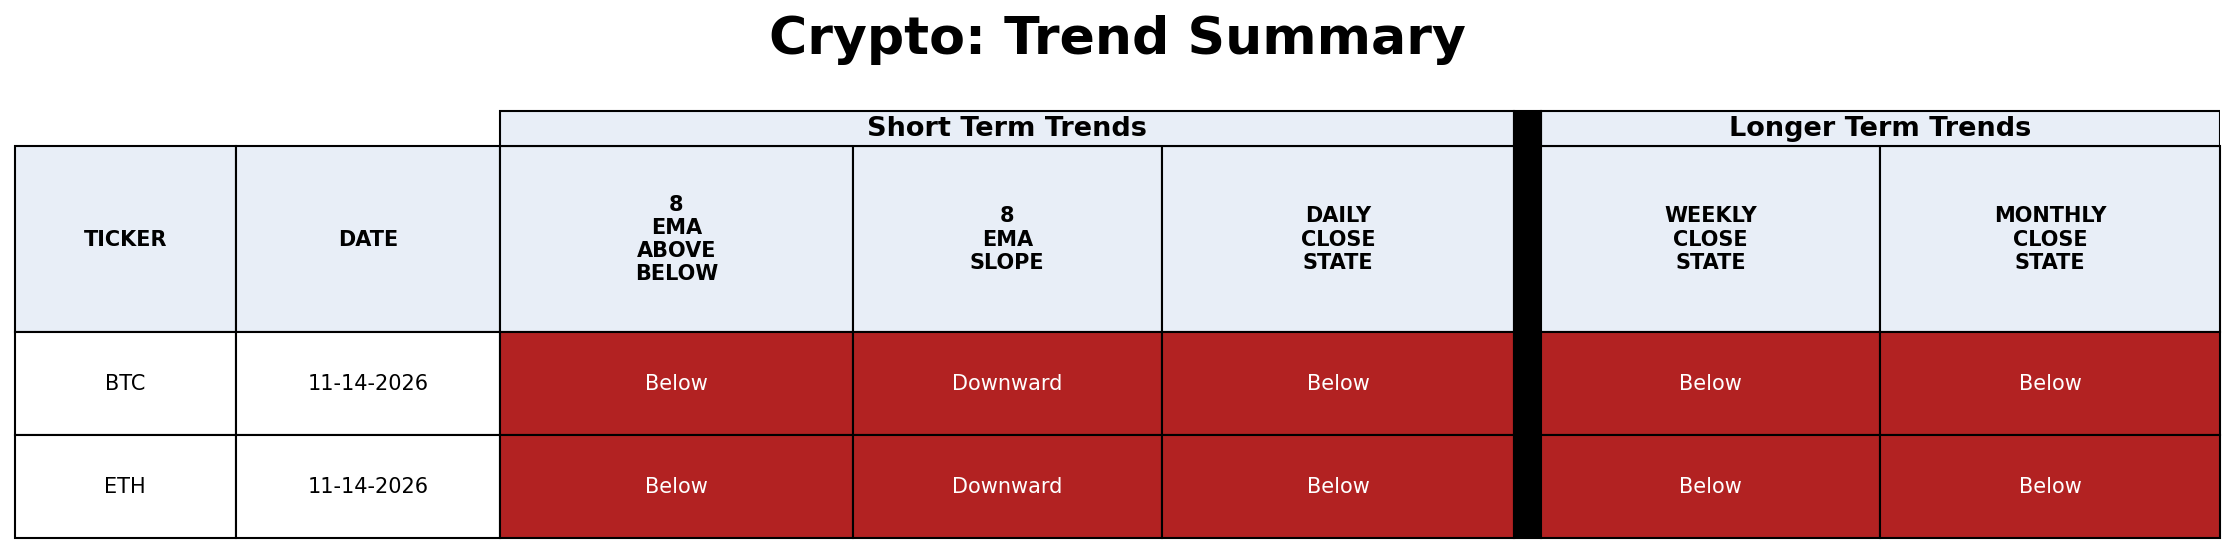 Crypto: Trend Summary
Short Term Trends
Longer Term Trends
TICKER
DATE
8
EMA
ABOVE
BELOW
8
EMA
SLOPE
DAILY
CLOSE
STATE
WEEKLY
CLOSE
STATE
MONTHLY
CLOSE
STATE
BTC
11-14-2026
Below
Downward
Below
Below
Below
ETH
11-14-2026
Below
Downward
Below
Below
Below